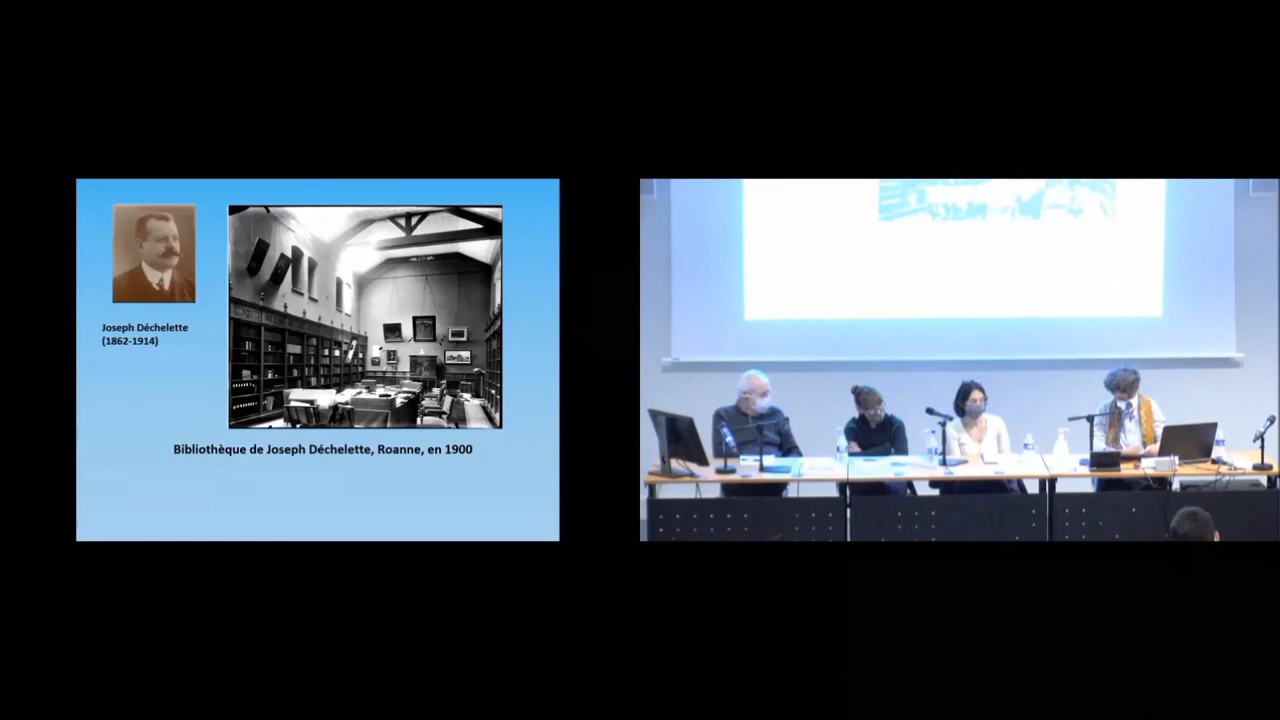 Joseph Déchelette
(1862-1914)
Bibliothèque de Joseph Déchelette, Roanne, en 1900